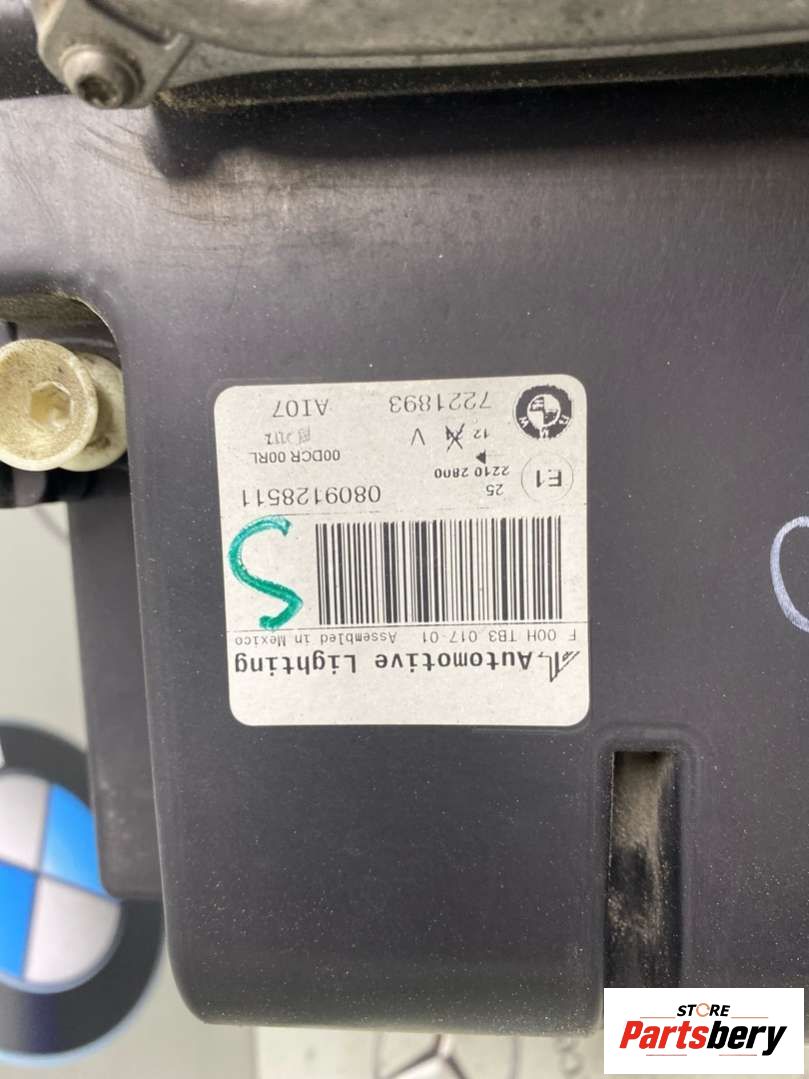 Automotive Lighting
F 00H TB3 017-01 Assembled in Mexico
0809128511
E1
25
2210 2800
00DCR 00RL
12 V
BMW
7221893
AI07
S
STORE
Partsbery